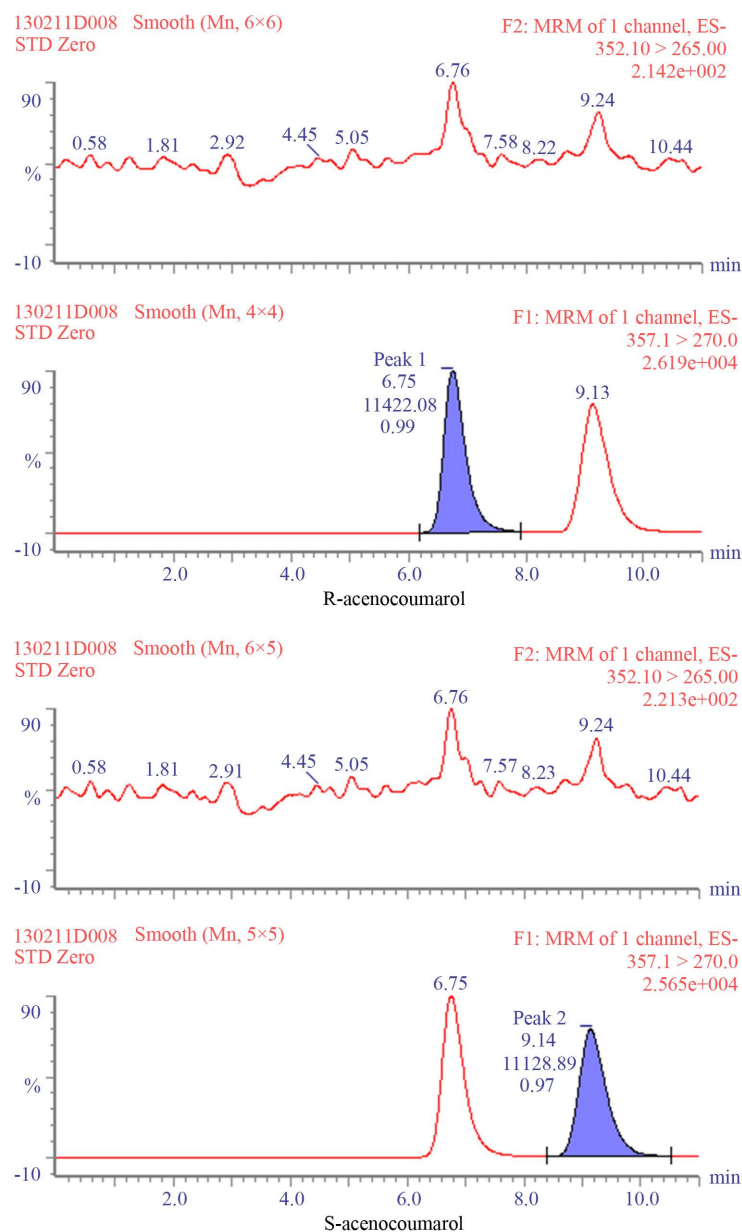 130211D008 Smooth (Mn, 6×6)
STD Zero
F2: MRM of 1 channel, ES-
352.10 > 265.00
2.142e+002
90
%
-10
0.58
1.81
2.92
4.45
5.05
6.76
7.58
8.22
9.24
10.44
min
130211D008 Smooth (Mn, 4×4)
STD Zero
F1: MRM of 1 channel, ES-
357.1 > 270.0
2.619e+004
90
%
-10
Peak 1
6.75
11422.08
0.99
9.13
min
2.0 4.0 6.0 8.0 10.0
R-acenocoumarol
130211D008 Smooth (Mn, 6×5)
STD Zero
F2: MRM of 1 channel, ES-
352.10 > 265.00
2.213e+002
90
%
-10
0.58
1.81
2.91
4.45
5.05
6.76
7.57
8.23
9.24
10.44
min
130211D008 Smooth (Mn, 5×5)
STD Zero
F1: MRM of 1 channel, ES-
357.1 > 270.0
2.565e+004
90
%
-10
6.75
Peak 2
9.14
11128.89
0.97
min
2.0 4.0 6.0 8.0 10.0
S-acenocoumarol